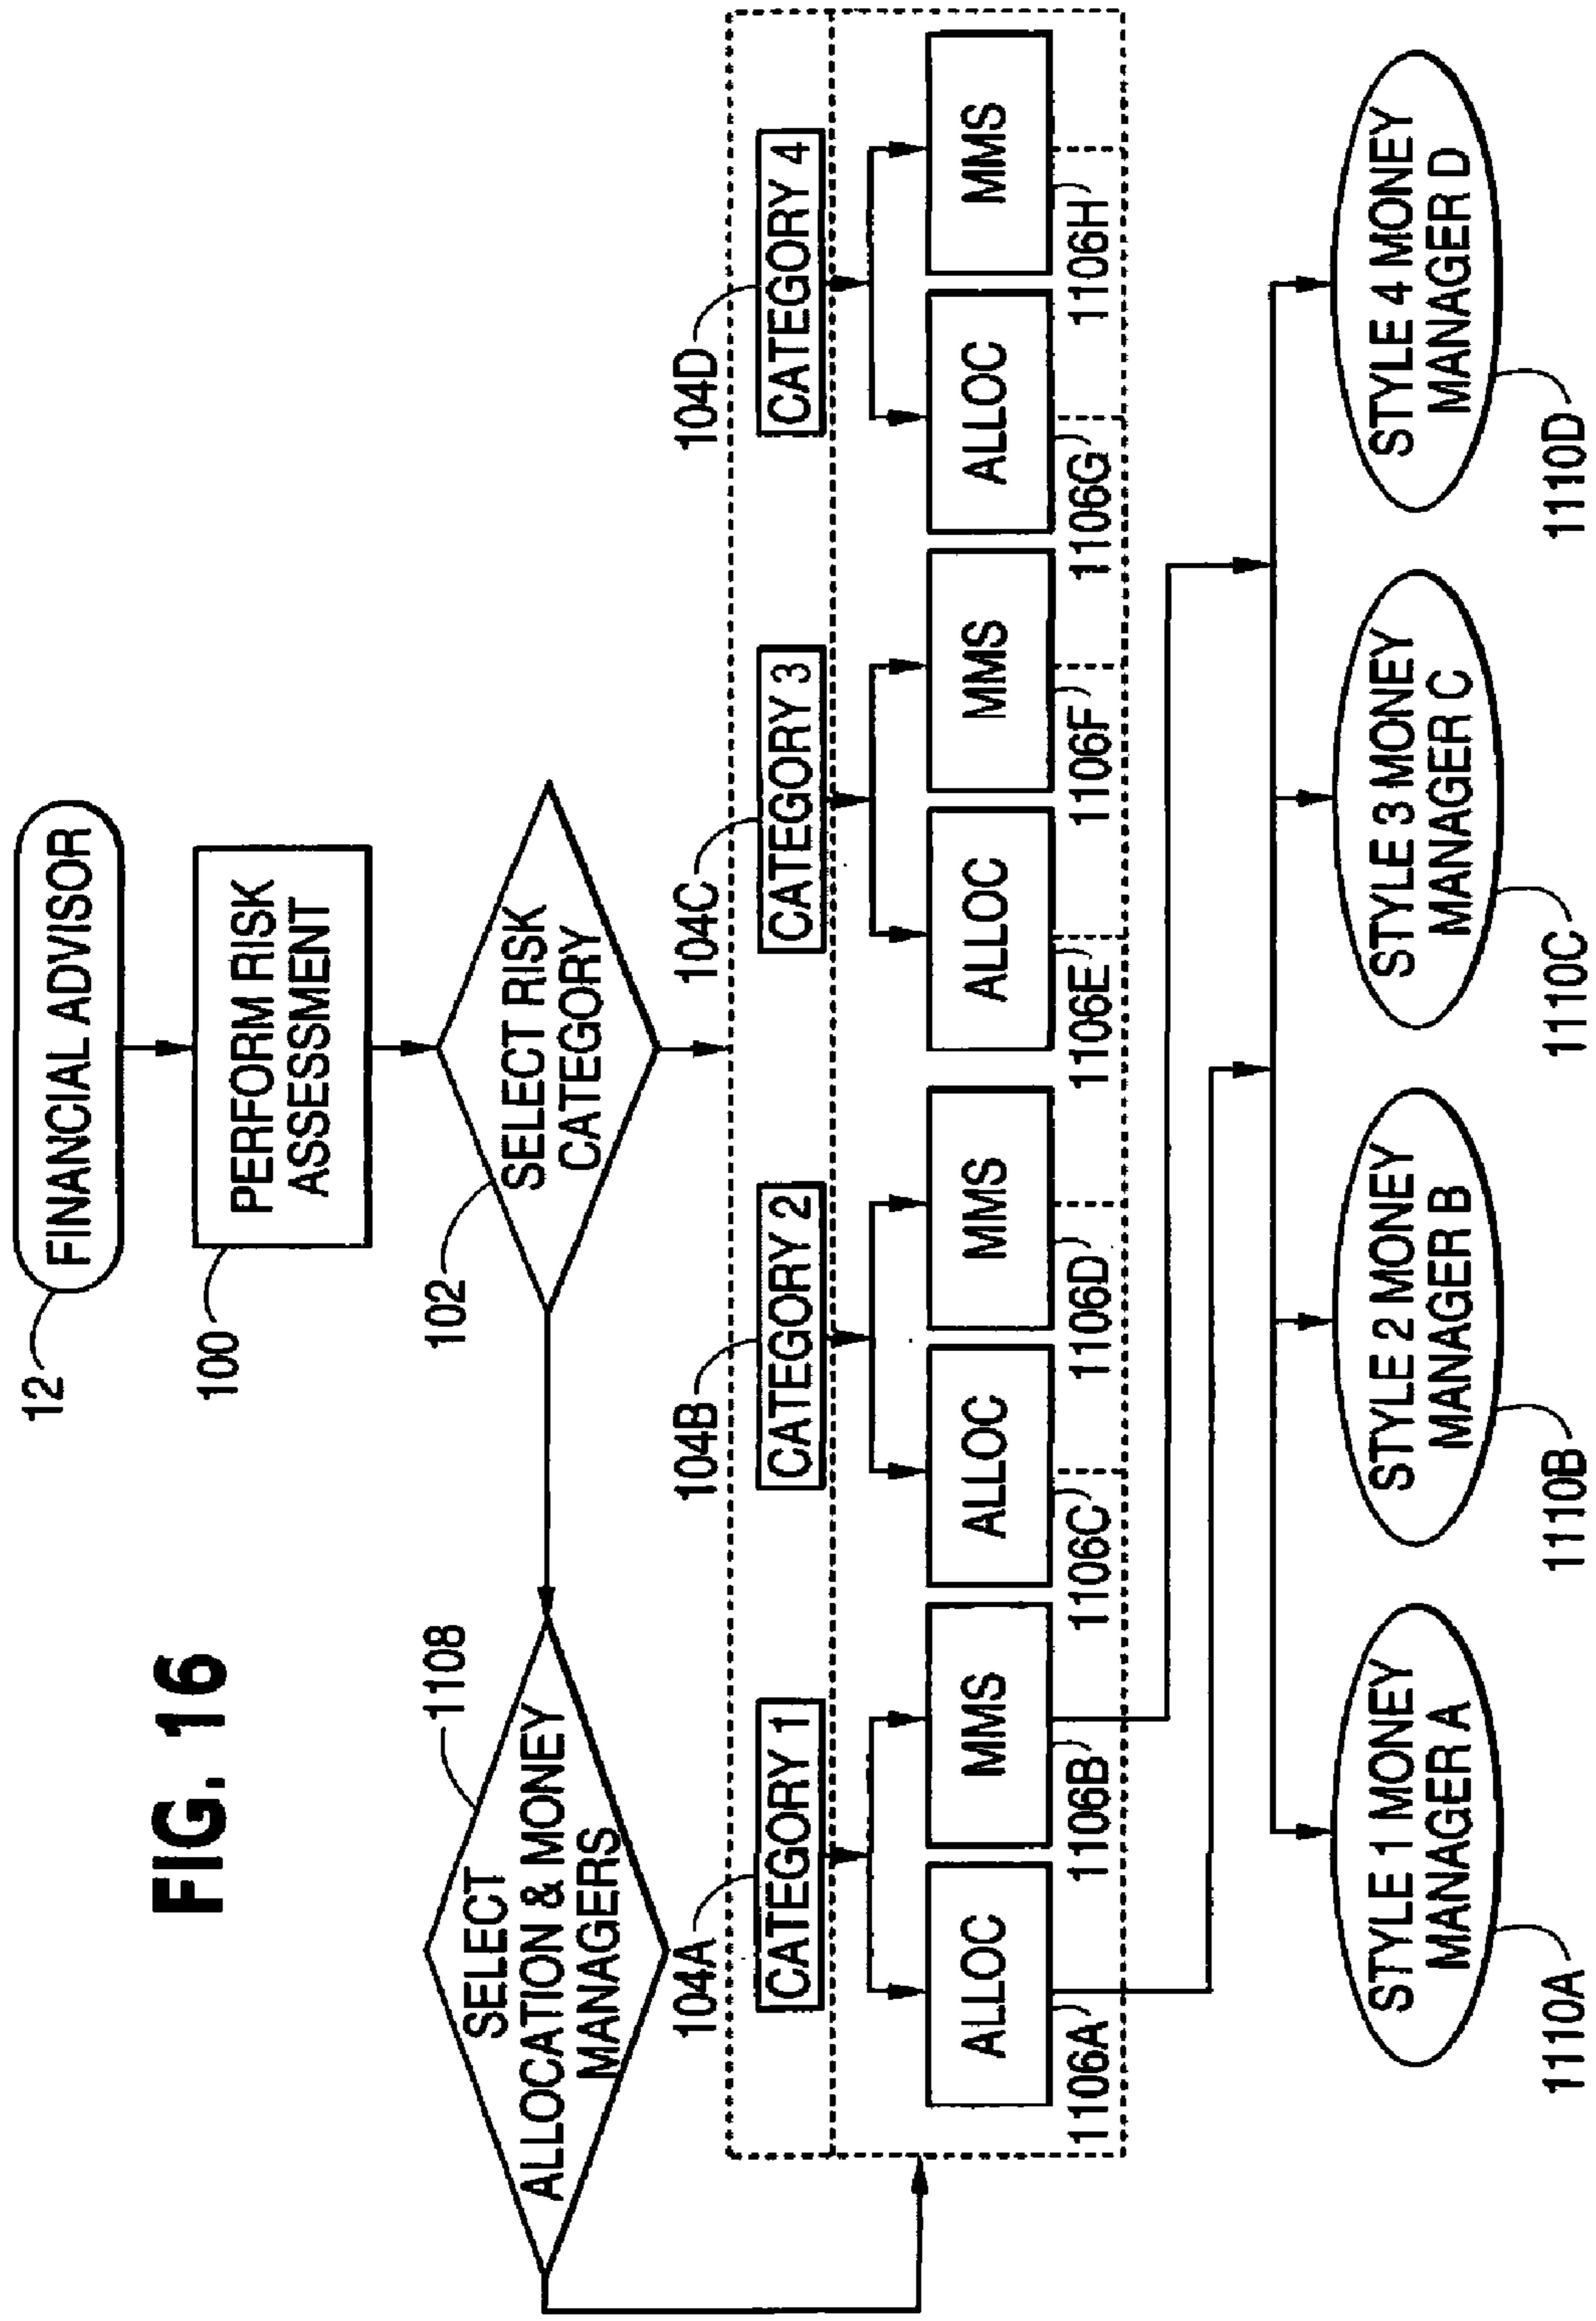 FIG. 16
12
FINANCIAL ADVISOR
100
PERFORM RISK
ASSESSMENT
1108
SELECT
ALLOCATION & MONEY
MANAGERS
102
SELECT RISK
CATEGORY
104A
104B
104C
104D
CATEGORY 1
CATEGORY 2
CATEGORY 3
CATEGORY 4
ALLOC
MMS
ALLOC
MMS
ALLOC
MMS
ALLOC
MMS
1106A
1106B
1106C
1106D
1106E
1106F
1106G
1106H
STYLE 1 MONEY
MANAGER A
STYLE 2 MONEY
MANAGER B
STYLE 3 MONEY
MANAGER C
STYLE 4 MONEY
MANAGER D
1110A
1110B
1110C
1110D